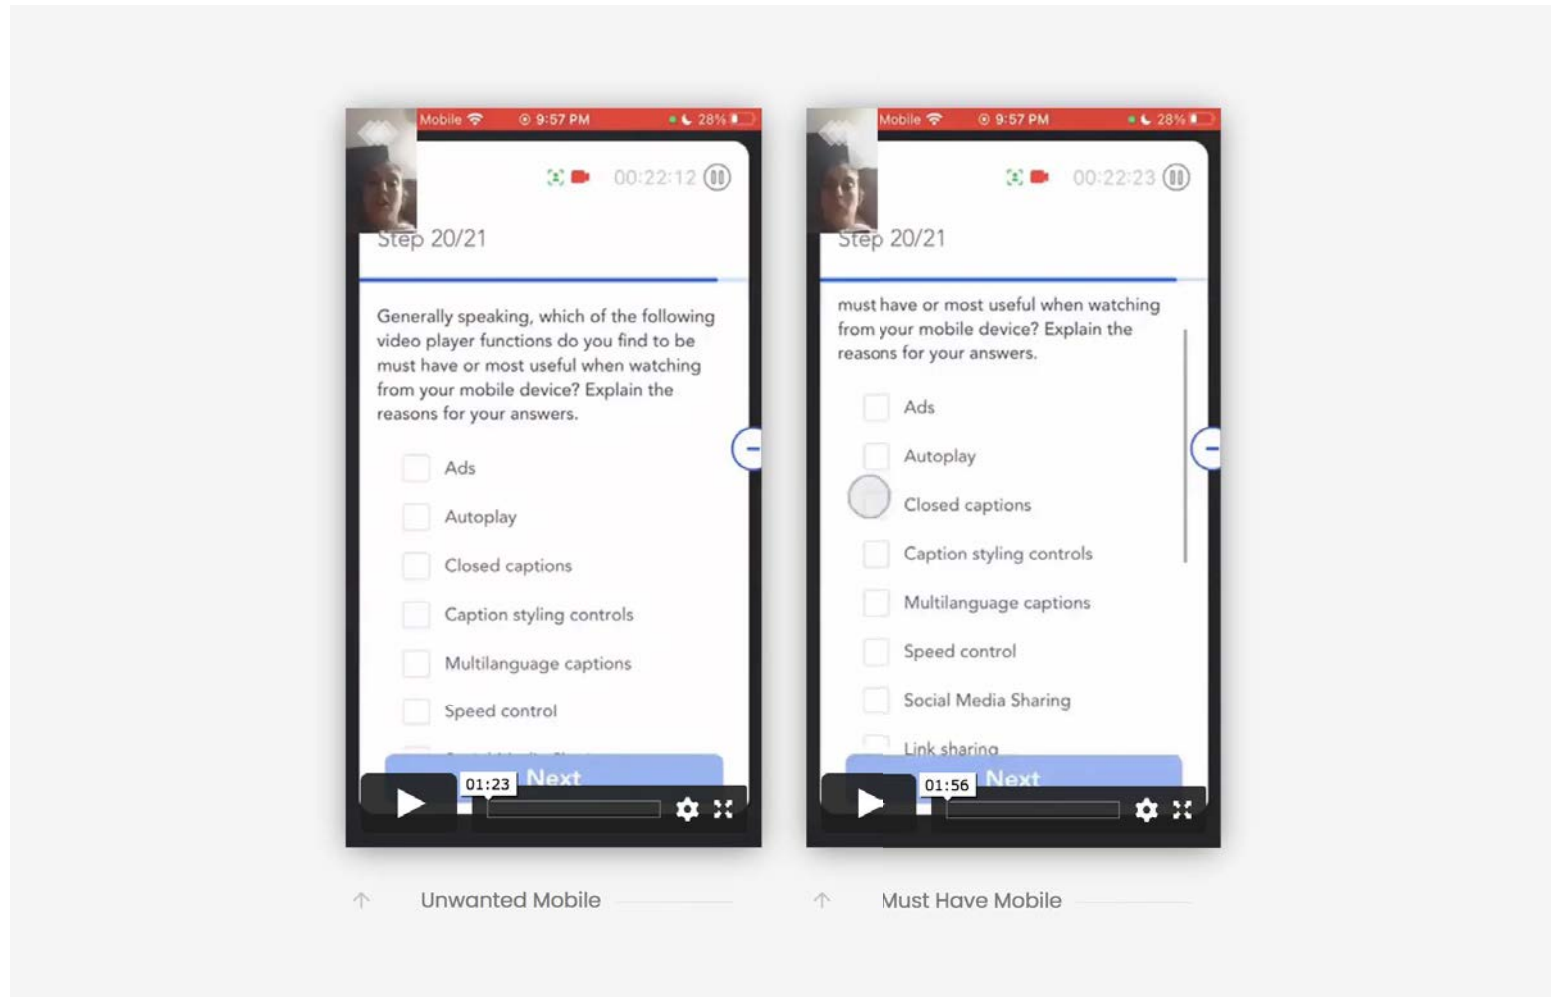 Mobile 9:57 PM 28%
00:22:12
Step 20/21
Generally speaking, which of the following
video player functions do you find to be
must have or most useful when watching
from your mobile device? Explain the
reasons for your answers.
Ads
Autoplay
Closed captions
Caption styling controls
Multilanguage captions
Speed control
Next
01:23
Unwanted Mobile
Mobile 9:57 PM 28%
00:22:23
Step 20/21
must have or most useful when watching
from your mobile device? Explain the
reasons for your answers.
Ads
Autoplay
Closed captions
Caption styling controls
Multilanguage captions
Speed control
Social Media Sharing
Link sharing
Next
01:56
Must Have Mobile